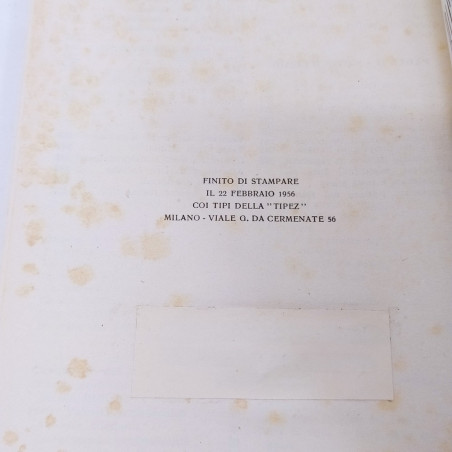 FINITO DI STAMPARE
IL 22 FEBBRAIO 1956
COI TIPI DELLA "TIPEZ"
MILANO - VIALE G. DA CERMENATE 56